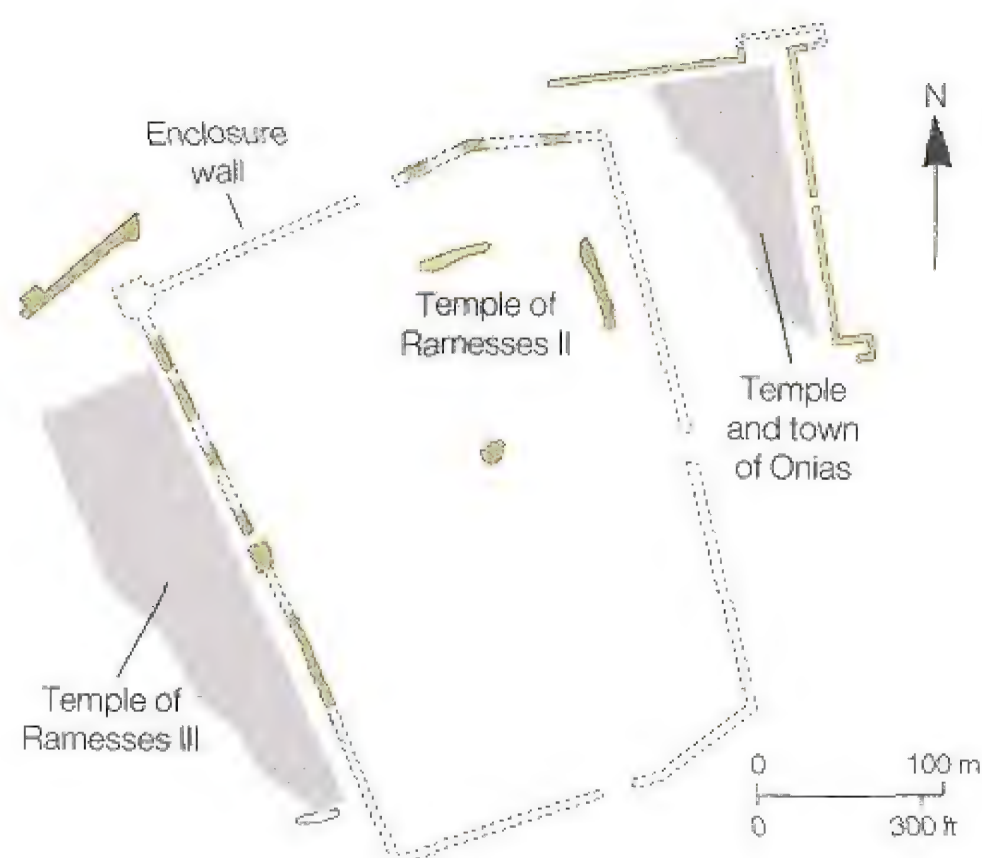 N
Enclosure
wall
Temple of
Ramesses II
Temple
and town
of Onias
Temple of
Ramesses III
0 100 m
0 300 ft